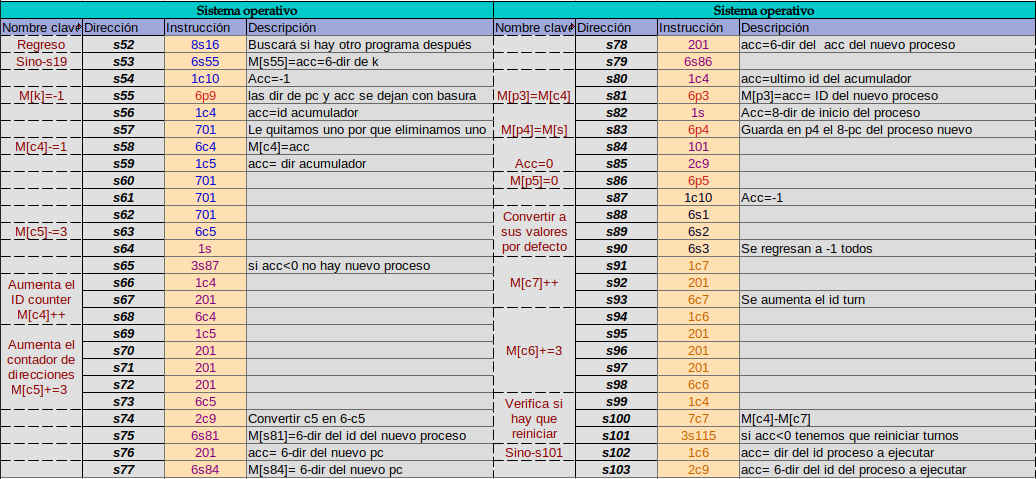 Sistema operativo
Nombre clave Dirección Instrucción Descripción
Regreso s52 8s16 Buscará si hay otro programa después
Sino-s19 s53 6s55 M[s55]=acc=6-dir de k
s54 1c10 Acc=-1
M[k]=-1 s55 6p9 las dir de pc y acc se dejan con basura
s56 1c4 acc=id acumulador
s57 701 Le quitamos uno por que eliminamos uno
M[c4]-=1 s58 6c4 M[c4]=acc
s59 1c5 acc= dir acumulador
s60 701
s61 701
s62 701
M[c5]-=3 s63 6c5
s64 1s
s65 3s87 si acc<0 no hay nuevo proceso
Aumenta el s66 1c4
ID counter s67 201
M[c4]++ s68 6c4
s69 1c5
Aumenta el s70 201
contador de s71 201
direcciones s72 201
M[c5]+=3 s73 6c5
s74 2c9 Convertir c5 en 6-c5
s75 6s81 M[s81]=6-dir del id del nuevo proceso
s76 201 acc= 6-dir del nuevo pc
s77 6s84 M[s84]= 6-dir del nuevo pc
Sistema operativo
Nombre clave Dirección Instrucción Descripción
s78 201 acc=6-dir del acc del nuevo proceso
s79 6s86
s80 1c4 acc=ultimo id del acumulador
M[p3]=M[c4] s81 6p3 M[p3]=acc= ID del nuevo proceso
s82 1s Acc=8-dir de inicio del proceso
M[p4]=M[s] s83 6p4 Guarda en p4 el 8-pc del proceso nuevo
s84 101
Acc=0 s85 2c9
M[p5]=0 s86 6p5
s87 1c10 Acc=-1
Convertir a s88 6s1
sus valores s89 6s2
por defecto s90 6s3 Se regresan a -1 todos
s91 1c7
M[c7]++ s92 201
s93 6c7 Se aumenta el id turn
s94 1c6
s95 201
M[c6]+=3 s96 201
s97 201
s98 6c6
Verifica si s99 1c4
hay que s100 7c7 M[c4]-M[c7]
reiniciar s101 3s115 si acc<0 tenemos que reiniciar turnos
Sino-s101 s102 1c6 acc= dir del id proceso a ejecutar
s103 2c9 acc= 6-dir del id del proceso a ejecutar